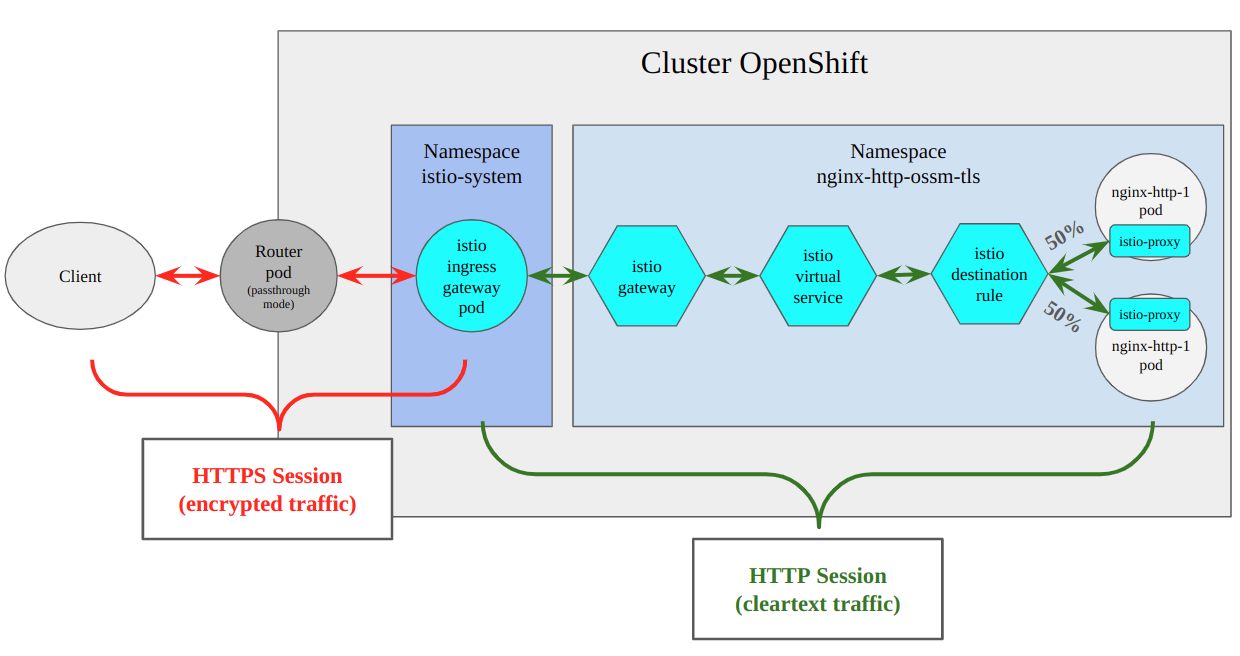 Cluster OpenShift
Namespace
istio-system
Namespace
nginx-http-ossm-tls
Client
Router
pod
(passthrough
mode)
istio
ingress
gateway
pod
istio
gateway
istio
virtual
service
istio
destination
rule
50%
50%
nginx-http-1
pod
istio-proxy
istio-proxy
nginx-http-1
pod
HTTPS Session
(encrypted traffic)
HTTP Session
(cleartext traffic)